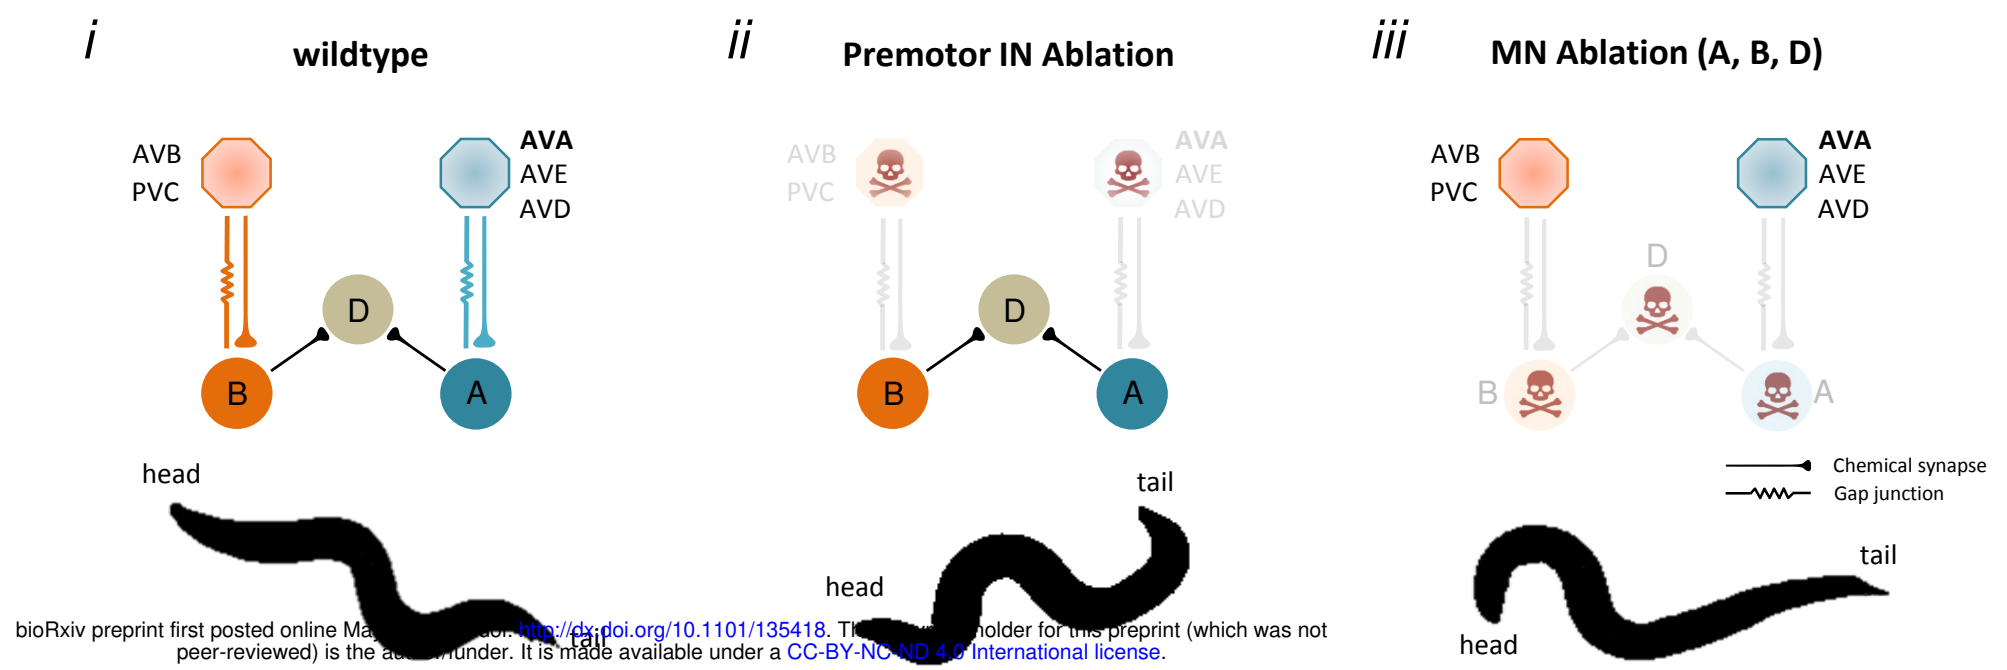 i wildtype
ii Premotor IN Ablation
iii MN Ablation (A, B, D)
AVB
PVC
AVA
AVE
AVD
D
B
A
head
tail
AVB
PVC
AVA
AVE
AVD
D
B
A
tail
head
AVB
PVC
AVA
AVE
AVD
D
B
A
Chemical synapse
Gap junction
tail
head
bioRxiv preprint first posted online Ma doi: http://dx.doi.org/10.1101/135418. Th holder for this preprint (which was not
peer-reviewed) is the author/funder. It is made available under a CC-BY-NC-ND 4.0 International license.